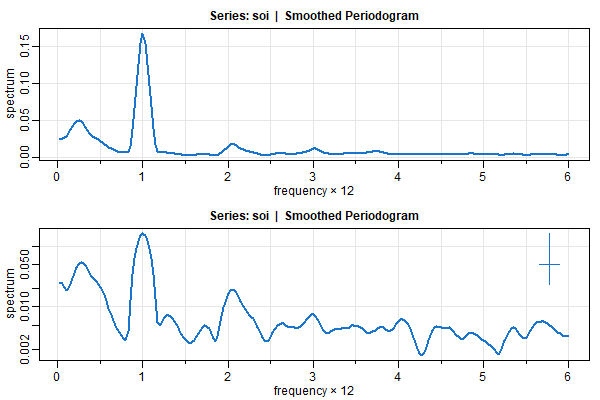 Series: soi | Smoothed Periodogram
spectrum
0.15
0.10
0.05
0.00
0 1 2 3 4 5 6
frequency × 12
Series: soi | Smoothed Periodogram
spectrum
0.050
0.010
0.002
0 1 2 3 4 5 6
frequency × 12